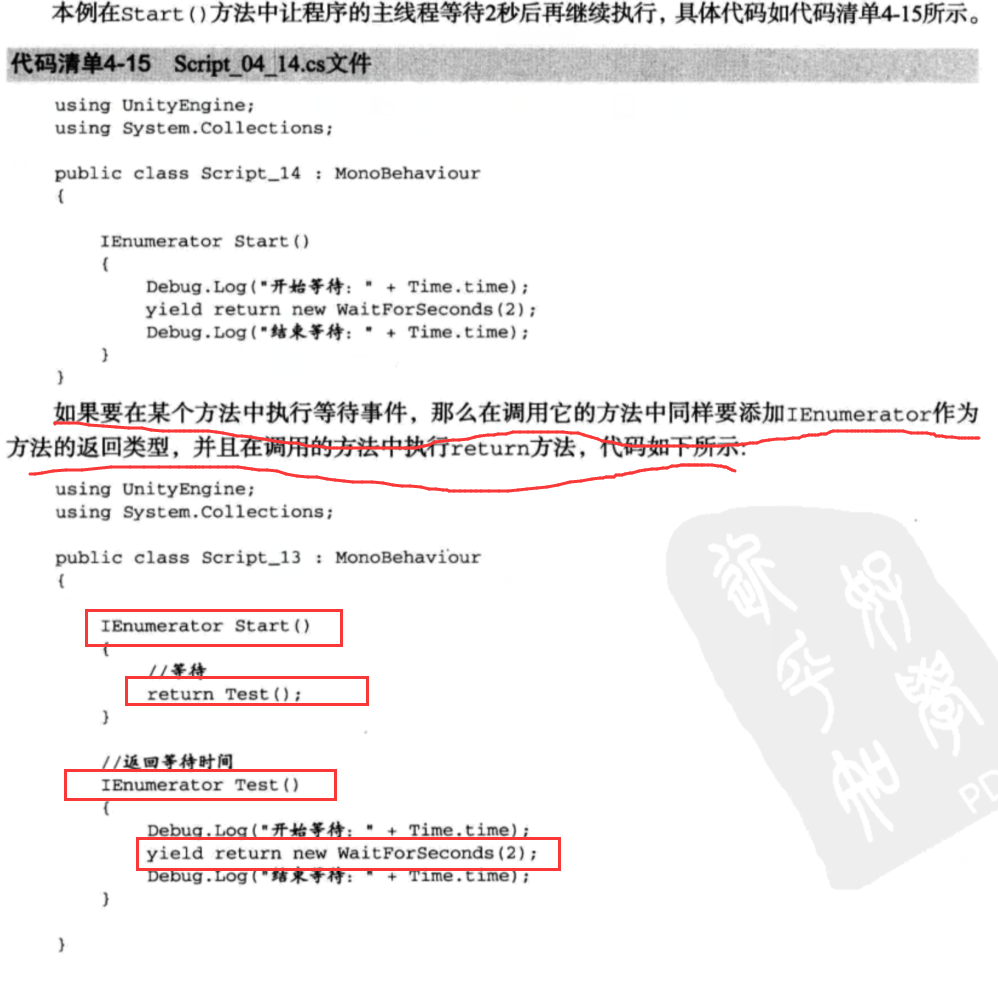 本例在Start()方法中让程序的主线程等待2秒后再继续执行，具体代码如代码清单4-15所示。
代码清单4-15 Script_04_14.cs文件
using UnityEngine;
using System.Collections;
public class Script_14 : MonoBehaviour
{
IEnumerator Start()
{
Debug.Log("开始等待：" + Time.time);
yield return new WaitForSeconds(2);
Debug.Log("结束等待：" + Time.time);
}
}
如果要在某个方法中执行等待事件，那么在调用它的方法中同样要添加IEnumerator作为
方法的返回类型，并且在调用的方法中执行return方法，代码如下所示：
using UnityEngine;
using System.Collections;
public class Script_13 : MonoBehaviour
{
IEnumerator Start()
{
//等待
return Test();
}
//返回等待时间
IEnumerator Test()
{
Debug.Log("开始等待：" + Time.time);
yield return new WaitForSeconds(2);
Debug.Log("结束等待：" + Time.time);
}
}